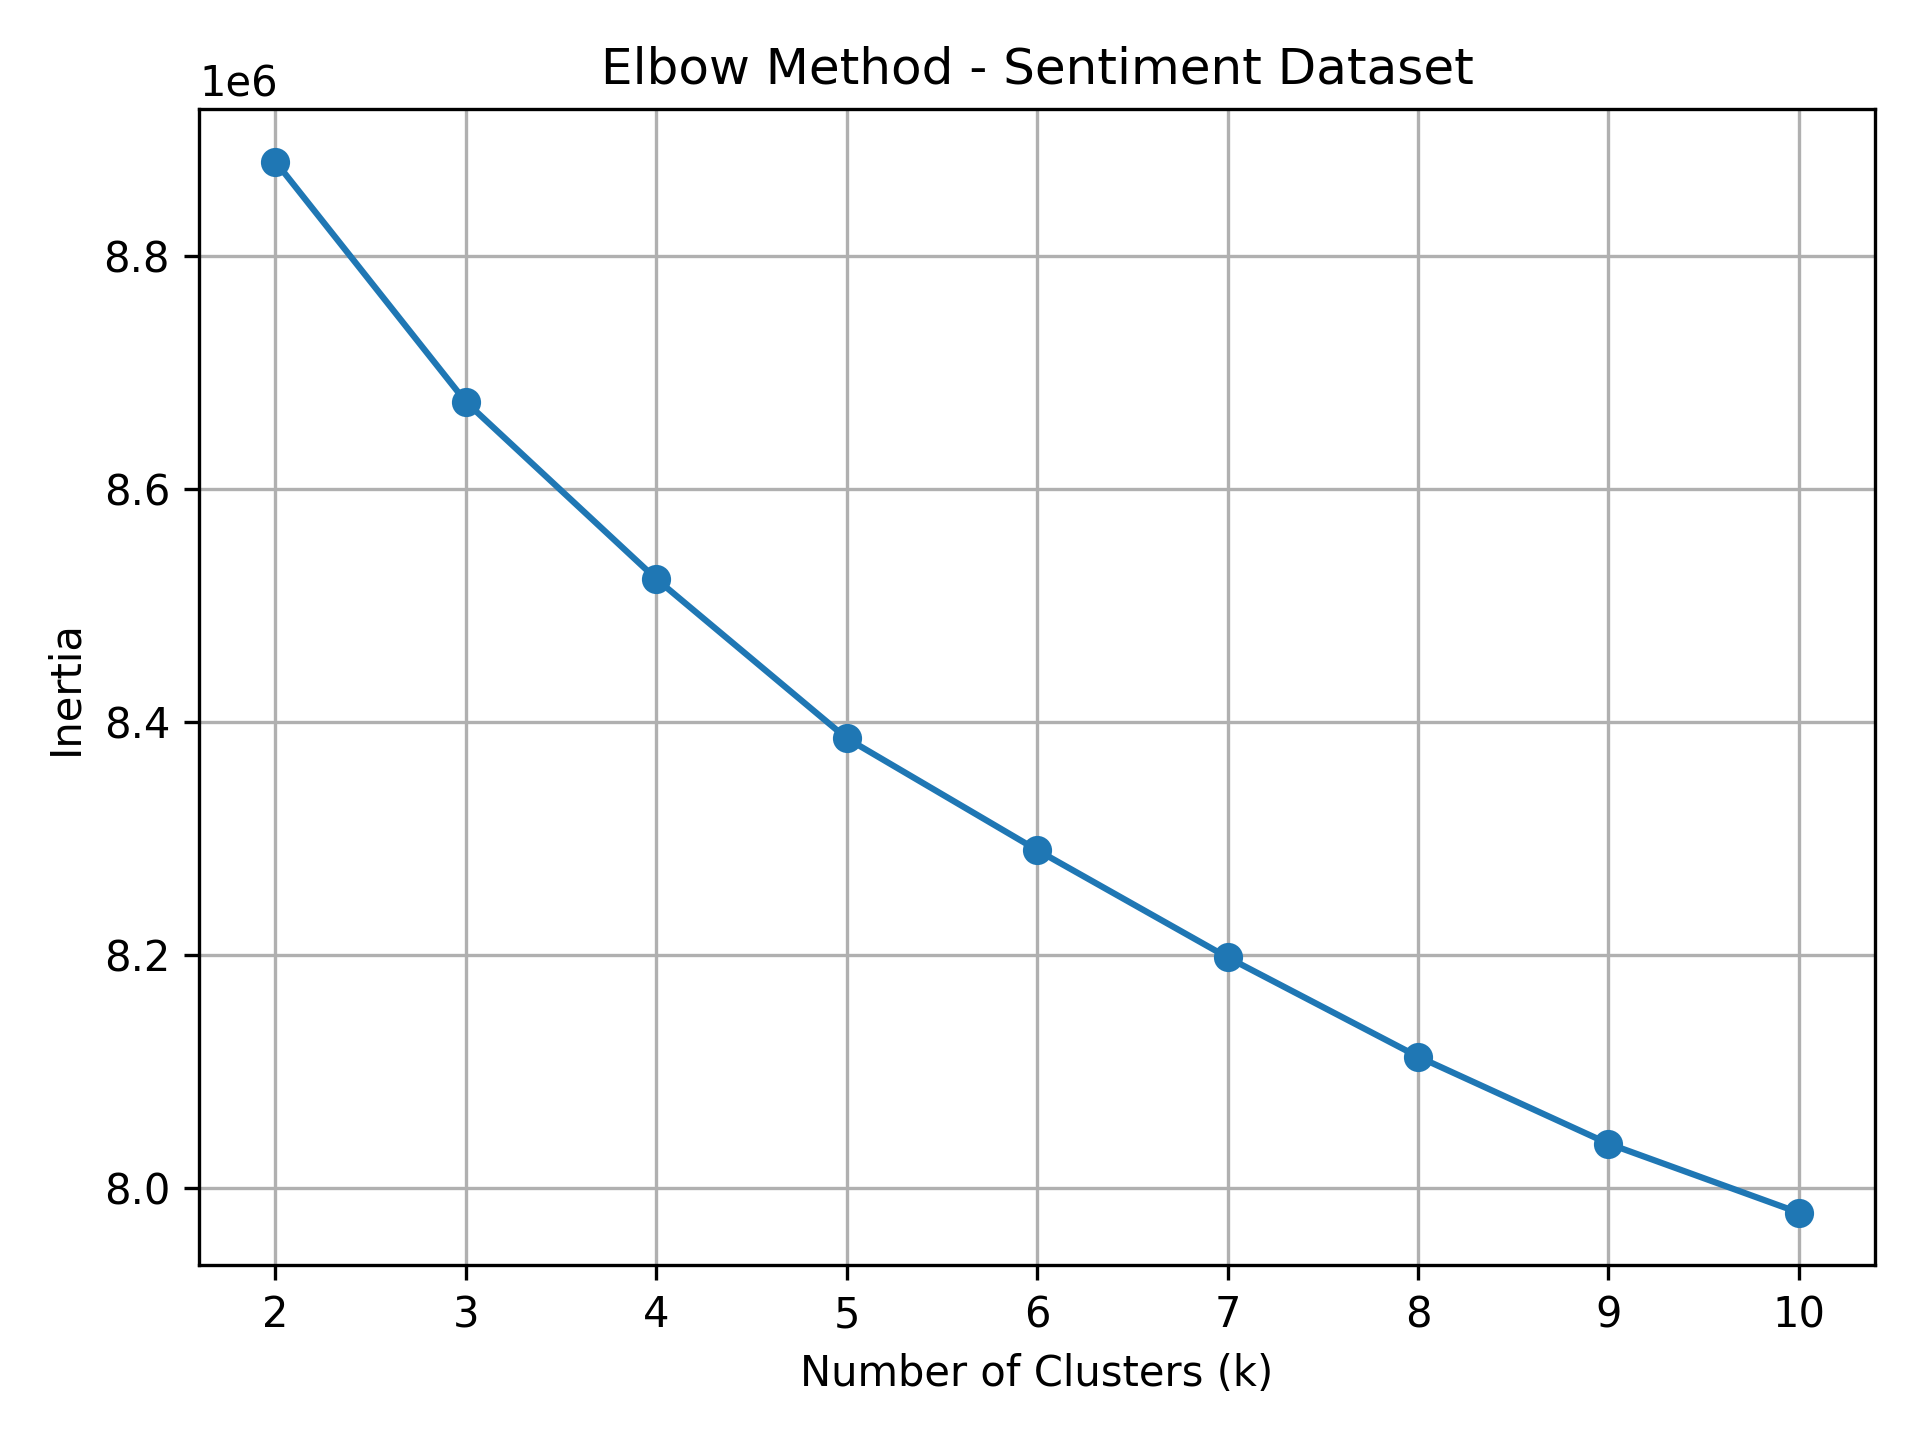 Elbow Method - Sentiment Dataset
1e6
8.8
8.6
8.4
8.2
8.0
Inertia
2 3 4 5 6 7 8 9 10
Number of Clusters (k)